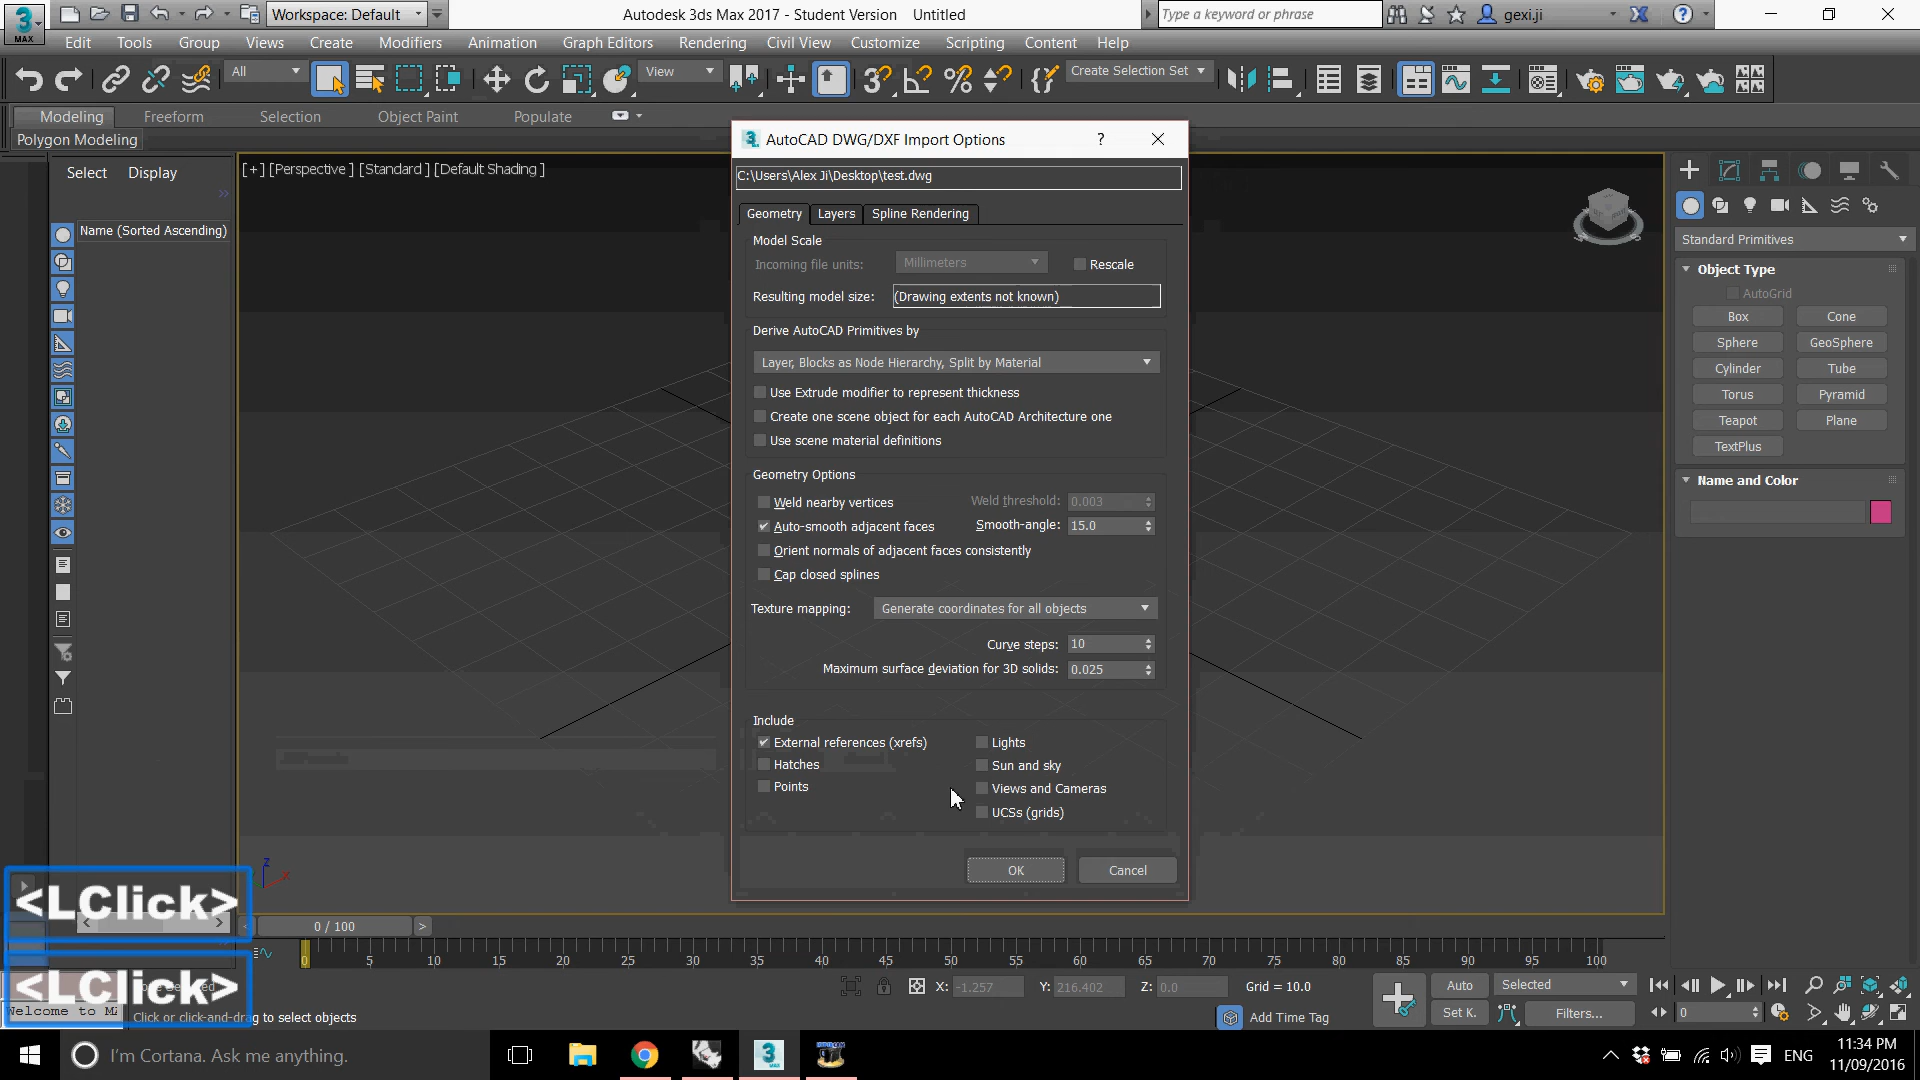 Workspace: Default
Autodesk 3ds Max 2017 - Student Version    Untitled
Type a keyword or phrase
gexi.ji
MAX
Edit Tools Group Views Create Modifiers Animation Graph Editors Rendering Civil View Customize Scripting Content Help
All
View
Create Selection Set
Modeling Freeform Selection Object Paint Populate
Polygon Modeling
Select Display
Name (Sorted Ascending)
[+] [Perspective ] [Standard ] [Default Shading ]
AutoCAD DWG/DXF Import Options
C:\Users\Alex Ji\Desktop\test.dwg
Geometry Layers Spline Rendering
Model Scale
Incoming file units: Millimeters Rescale
Resulting model size: (Drawing extents not known)
Derive AutoCAD Primitives by
Layer, Blocks as Node Hierarchy, Split by Material
Use Extrude modifier to represent thickness
Create one scene object for each AutoCAD Architecture one
Use scene material definitions
Geometry Options
Weld nearby vertices Weld threshold: 0.003
Auto-smooth adjacent faces Smooth-angle: 15.0
Orient normals of adjacent faces consistently
Cap closed splines
Texture mapping: Generate coordinates for all objects
Curve steps: 10
Maximum surface deviation for 3D solids: 0.025
Include
External references (xrefs) Lights
Hatches Sun and sky
Points Views and Cameras
UCSs (grids)
OK Cancel
Standard Primitives
Object Type
AutoGrid
Box Cone
Sphere GeoSphere
Cylinder Tube
Torus Pyramid
Teapot Plane
TextPlus
Name and Color
z
x
<LClick>
<LClick>
0 / 100
0 5 10 15 20 25 30 35 40 45 50 55 60 65 70 75 80 85 90 95 100
X: -1.257 Y: 216.402 Z: 0.0 Grid = 10.0
Auto Selected
Set K. Filters...
0
Add Time Tag
Welcome to
Click or click-and-drag to select objects
I'm Cortana. Ask me anything.
ENG
11:34 PM
11/09/2016